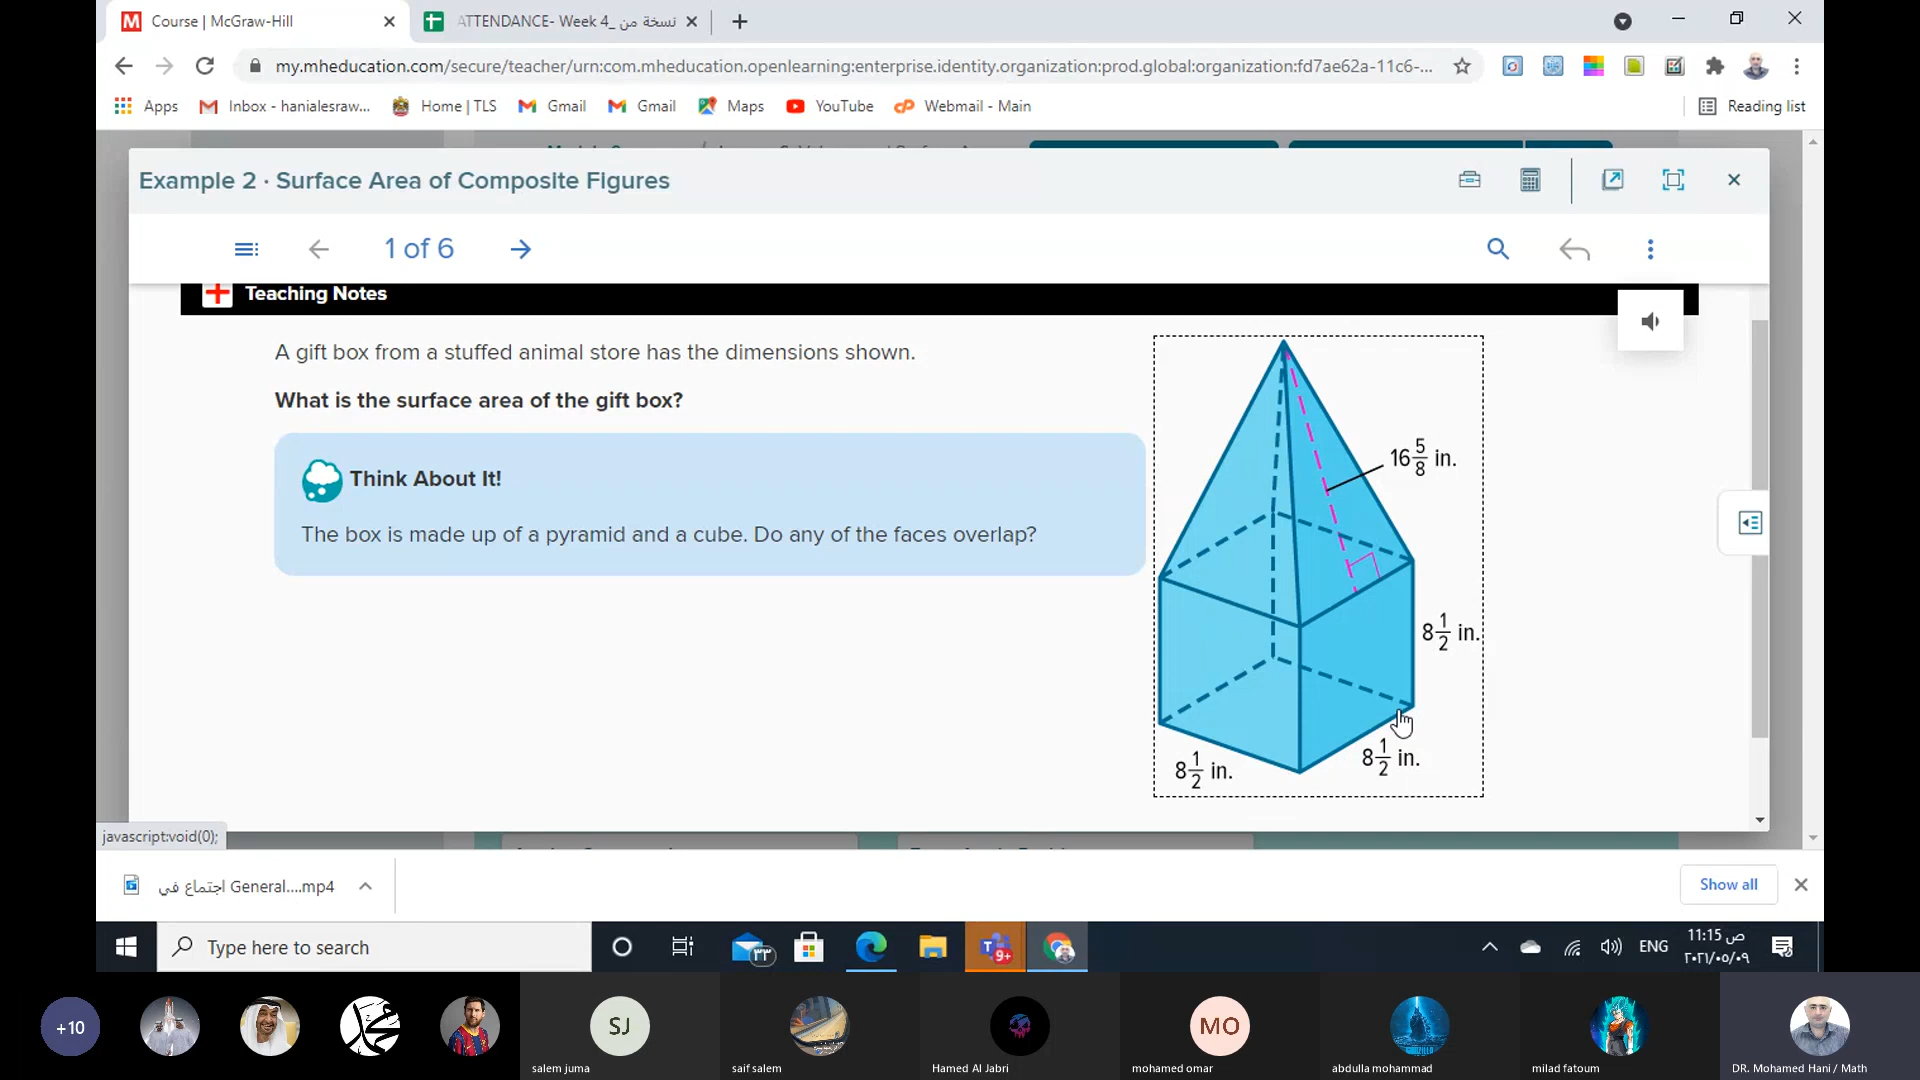 Course | McGraw-Hill
نسخة من _ATTENDANCE- Week 4
my.mheducation.com/secure/teacher/urn:com.mheducation.openlearning:enterprise.identity.organization:prod.global:organization:fd7ae62a-11c6-...
Apps
Inbox - hanialesraw...
Home | TLS
Gmail
Gmail
Maps
YouTube
Webmail - Main
Reading list
Example 2 · Surface Area of Composite Figures
1 of 6
Teaching Notes
A gift box from a stuffed animal store has the dimensions shown.
What is the surface area of the gift box?
Think About It!
The box is made up of a pyramid and a cube. Do any of the faces overlap?
16 5/8 in.
8 1/2 in.
8 1/2 in.
8 1/2 in.
javascript:void(0);
اجتماع في General....mp4
Show all
Type here to search
٣٣
9+
ENG
11:15 ص
٢٠٢١/٠٥/٠٩
+10
SJ
MO
salem juma
saif salem
Hamed Al Jabri
mohamed omar
abdulla mohammad
milad fatoum
DR. Mohamed Hani / Math